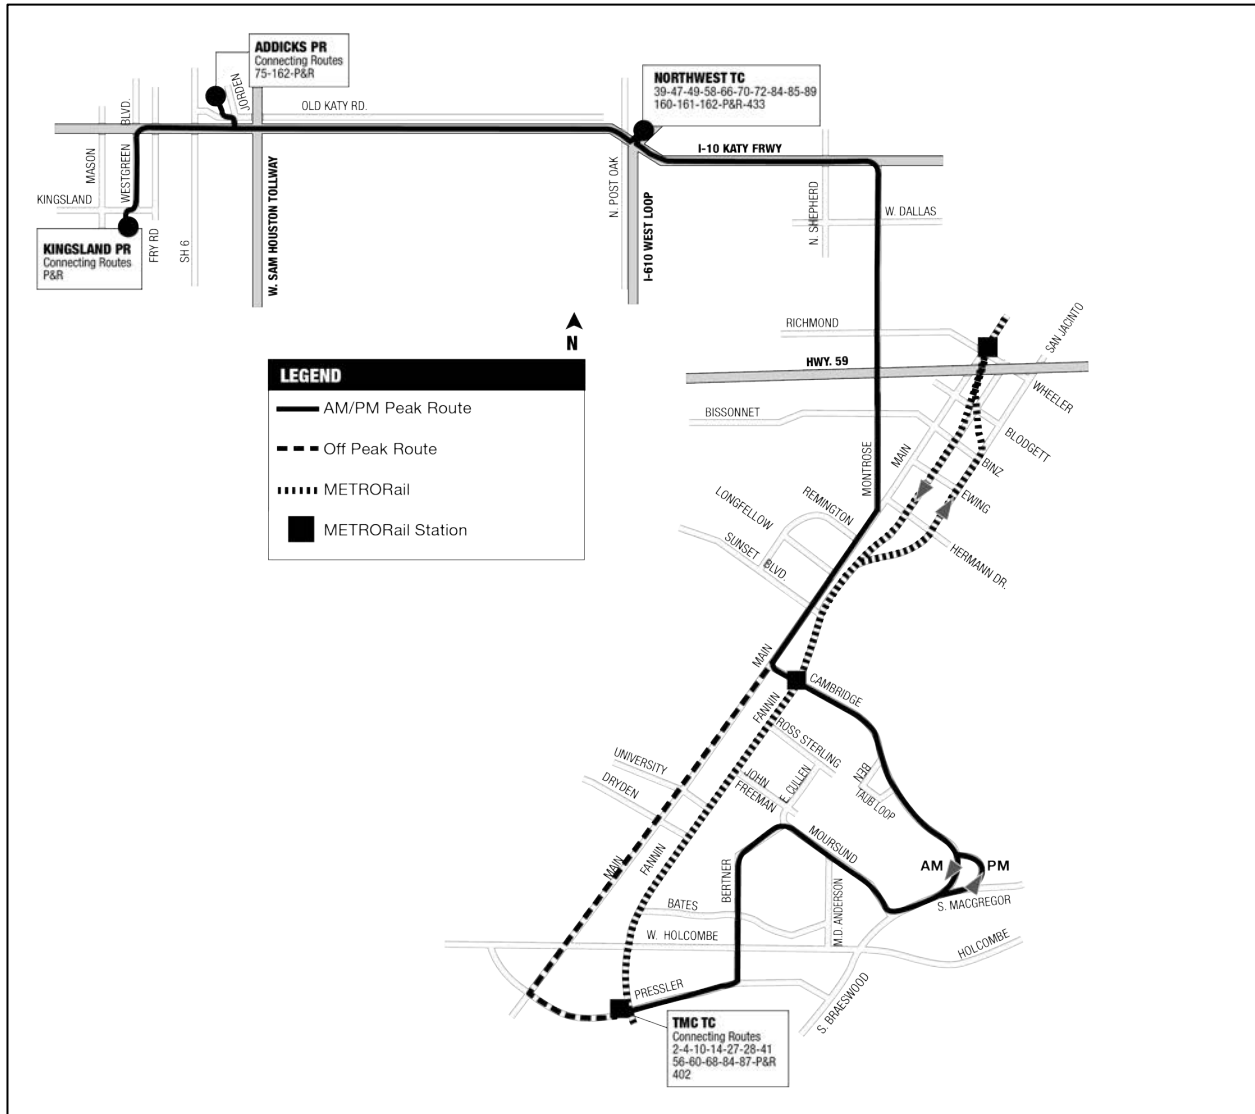 ADDICKS PR
Connecting Routes
75-162-P&R
JORDEN
OLD KATY RD.
NORTHWEST TC
39-47-49-58-66-70-72-84-85-89
160-161-162-P&R-433
BLVD.
WESTGREEN
MASON
KINGSLAND
KINGSLAND PR
Connecting Routes
P&R
FRY RD
SH 6
W. SAM HOUSTON TOLLWAY
N. POST OAK
I-610 WEST LOOP
I-10 KATY FRWY
N. SHEPHERD
W. DALLAS
N
LEGEND
AM/PM Peak Route
Off Peak Route
METRORail
METRORail Station
RICHMOND
SAN JACINTO
HWY. 59
WHEELER
BISSONNET
BLODGETT
MAIN
BINZ
MONTROSE
EWING
LONGFELLOW
REMINGTON
SUNSET BLVD.
HERMANN DR.
MAIN
CAMBRIDGE
FANNIN
ROSS STERLING
UNIVERSITY
DRYDEN
JOHN
FREEMAN
E. CULLEN
BEN
TAUB LOOP
MOURSUND
MAIN
FANNIN
BERTNER
AM
PM
S. MACGREGOR
BATES
M.D. ANDERSON
W. HOLCOMBE
HOLCOMBE
PRESSLER
S. BRAESWOOD
TMC TC
Connecting Routes
2-4-10-14-27-28-41
56-60-68-84-87-P&R
402